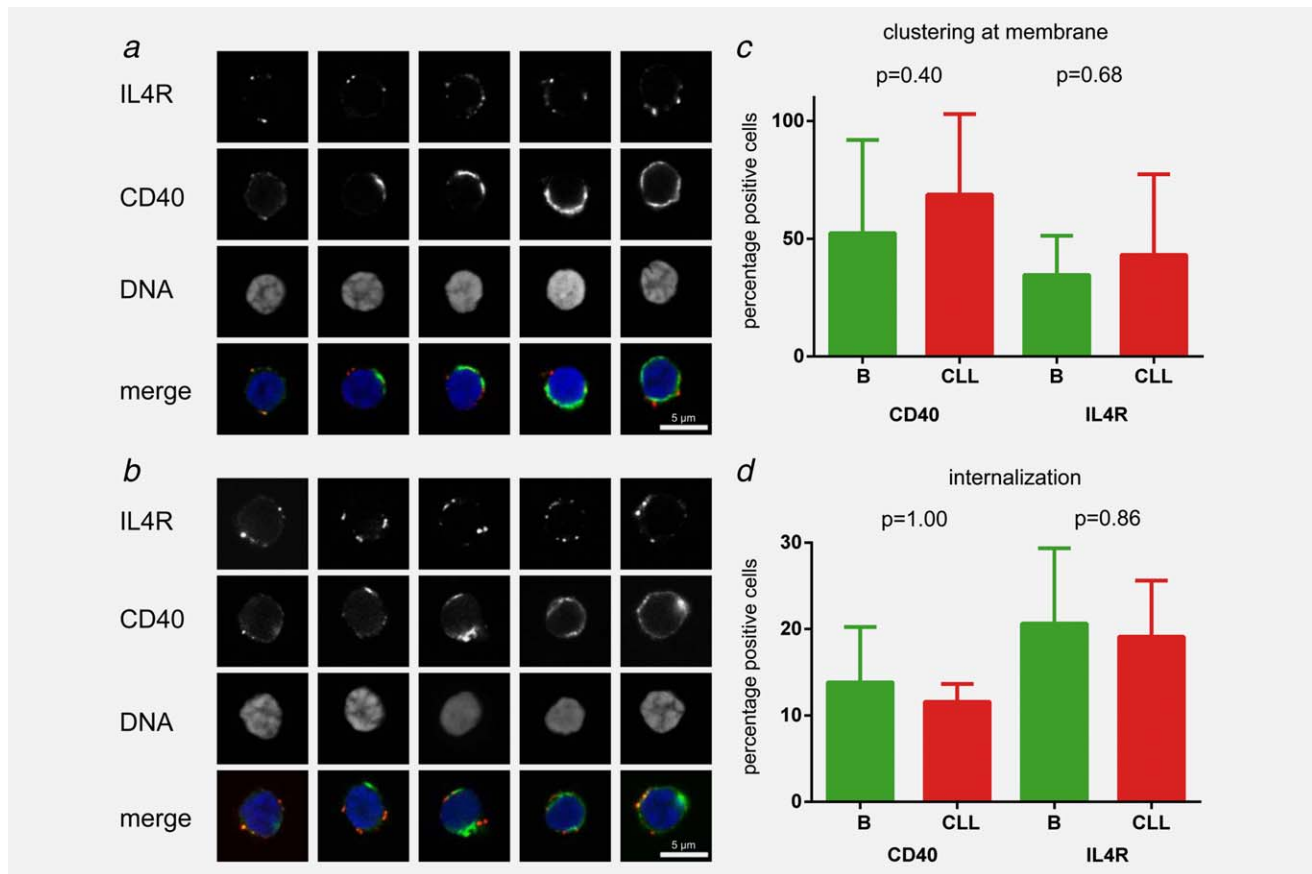 a
IL4R
CD40
DNA
merge
5 µm
b
IL4R
CD40
DNA
merge
5 µm
c
clustering at membrane
p=0.40 p=0.68
percentage positive cells
100
50
0
B CLL B CLL
CD40 IL4R
d
internalization
p=1.00 p=0.86
percentage positive cells
30
20
10
0
B CLL B CLL
CD40 IL4R